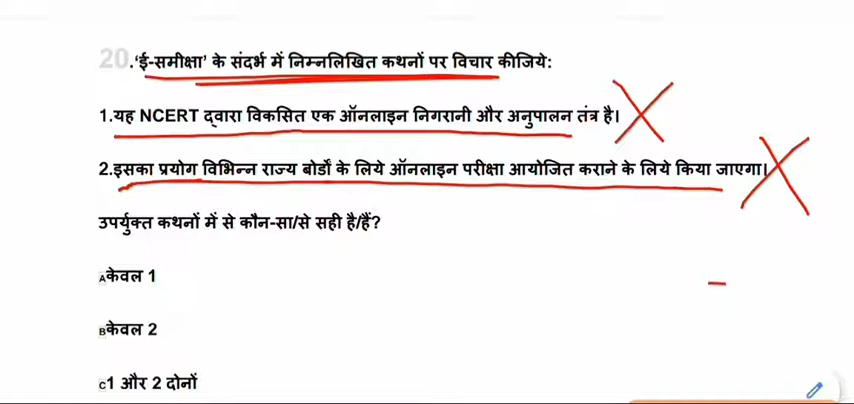 20.‘ई-समीक्षा’ के संदर्भ में निम्नलिखित कथनों पर विचार कीजिये:
1.यह NCERT द्वारा विकसित एक ऑनलाइन निगरानी और अनुपालन तंत्र है।
2.इसका प्रयोग विभिन्न राज्य बोर्डों के लिये ऑनलाइन परीक्षा आयोजित कराने के लिये किया जाएगा।
उपर्युक्त कथनों में से कौन-सा/से सही है/हैं?
Aकेवल 1
Bकेवल 2
C1 और 2 दोनों